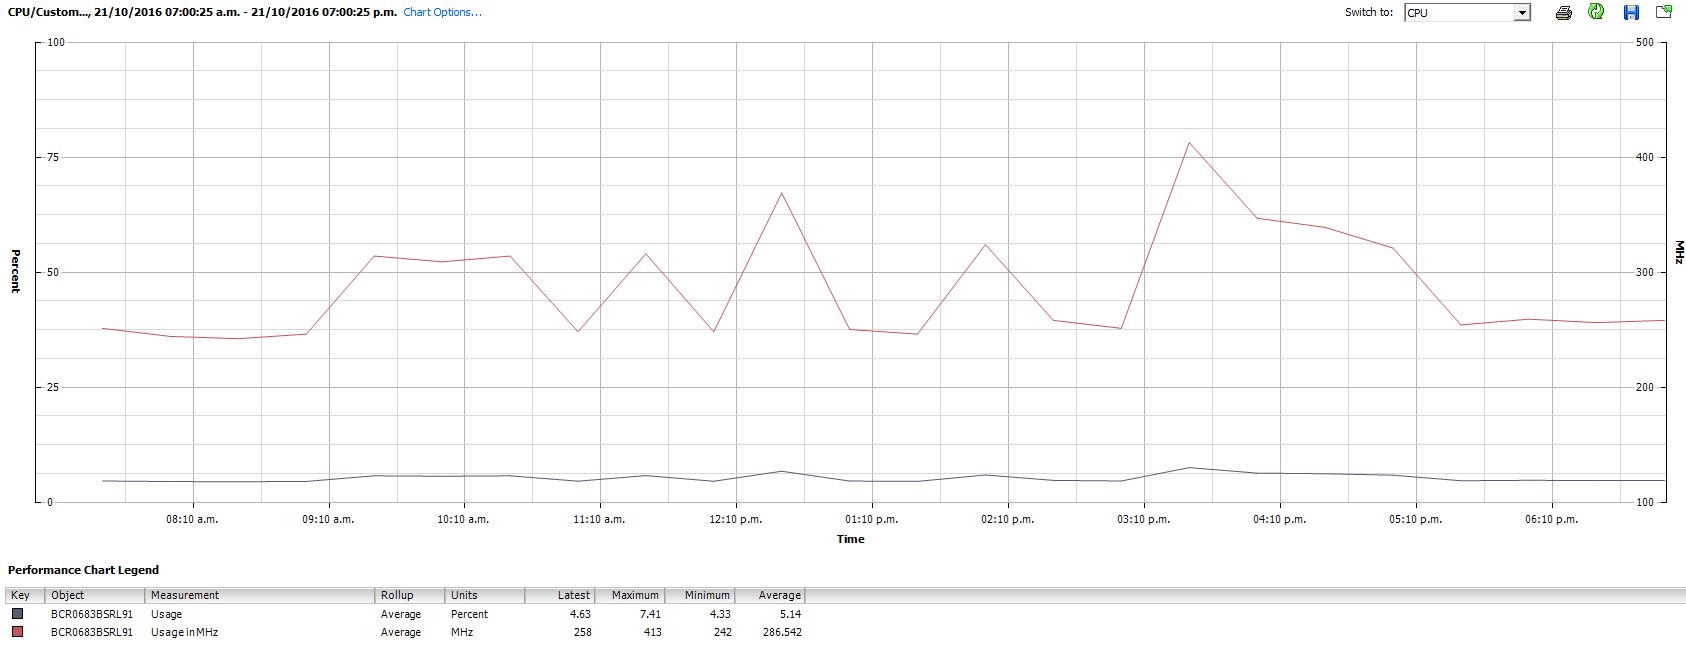 CPU/Custom..., 21/10/2016 07:00:25 a.m. - 21/10/2016 07:00:25 p.m. Chart Options... Switch to: CPU
100 500
75 400
Percent
MHz
50 300
25 200
0 100
08:10 a.m. 09:10 a.m. 10:10 a.m. 11:10 a.m. 12:10 p.m. 01:10 p.m. 02:10 p.m. 03:10 p.m. 04:10 p.m. 05:10 p.m. 06:10 p.m.
Time
Performance Chart Legend
Key Object Measurement Rollup Units Latest Maximum Minimum Average
BCR0683BSRL91 Usage Average Percent 4.63 7.41 4.33 5.14
BCR0683BSRL91 Usage in MHz Average MHz 258 413 242 286.542